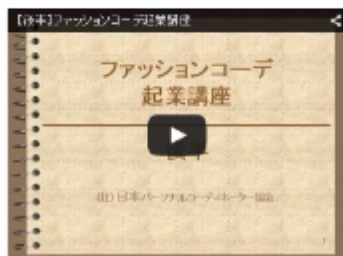 【後半】ファッションコーデ起業講座
ファッションコーデ
起業講座
後半
(社)日本パーソナルコーディネーター協会